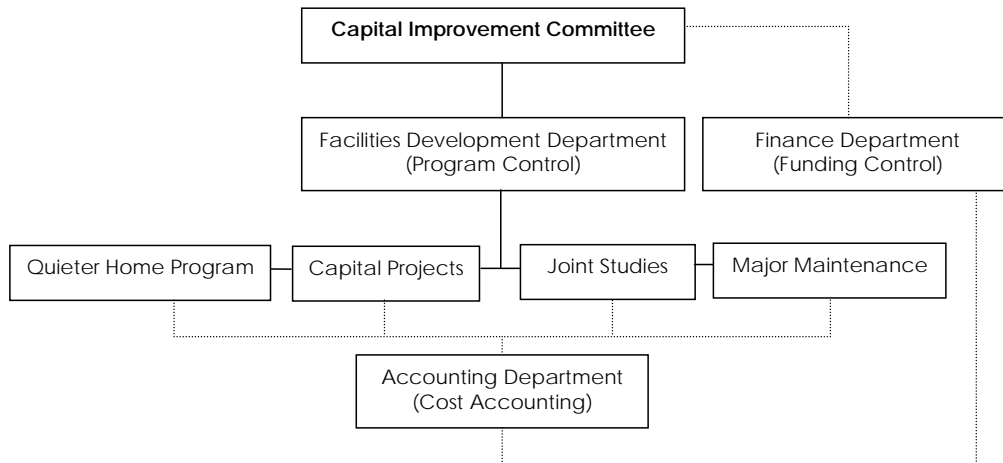 Capital Improvement Committee
Facilities Development Department
(Program Control)
Finance Department
(Funding Control)
Quieter Home Program
Capital Projects
Joint Studies
Major Maintenance
Accounting Department
(Cost Accounting)